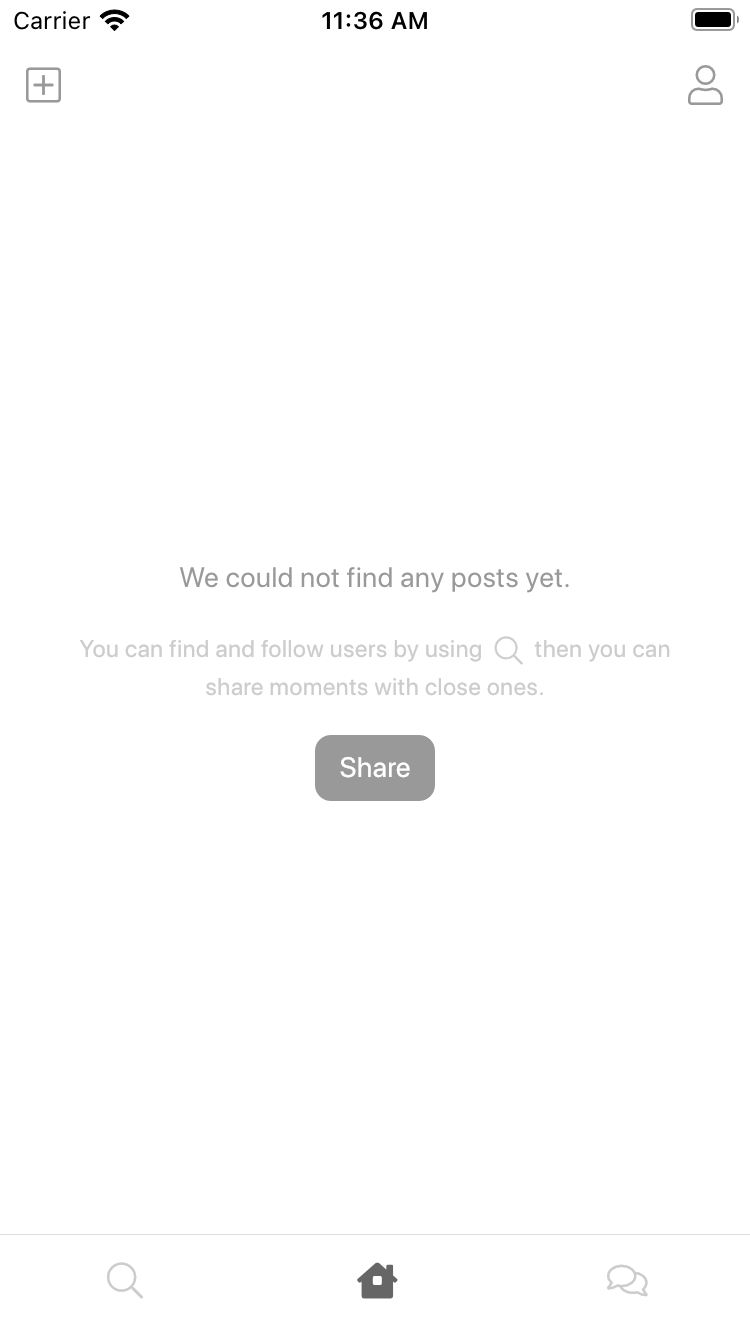 Carrier 11:36 AM
We could not find any posts yet.
You can find and follow users by using then you can
share moments with close ones.
Share